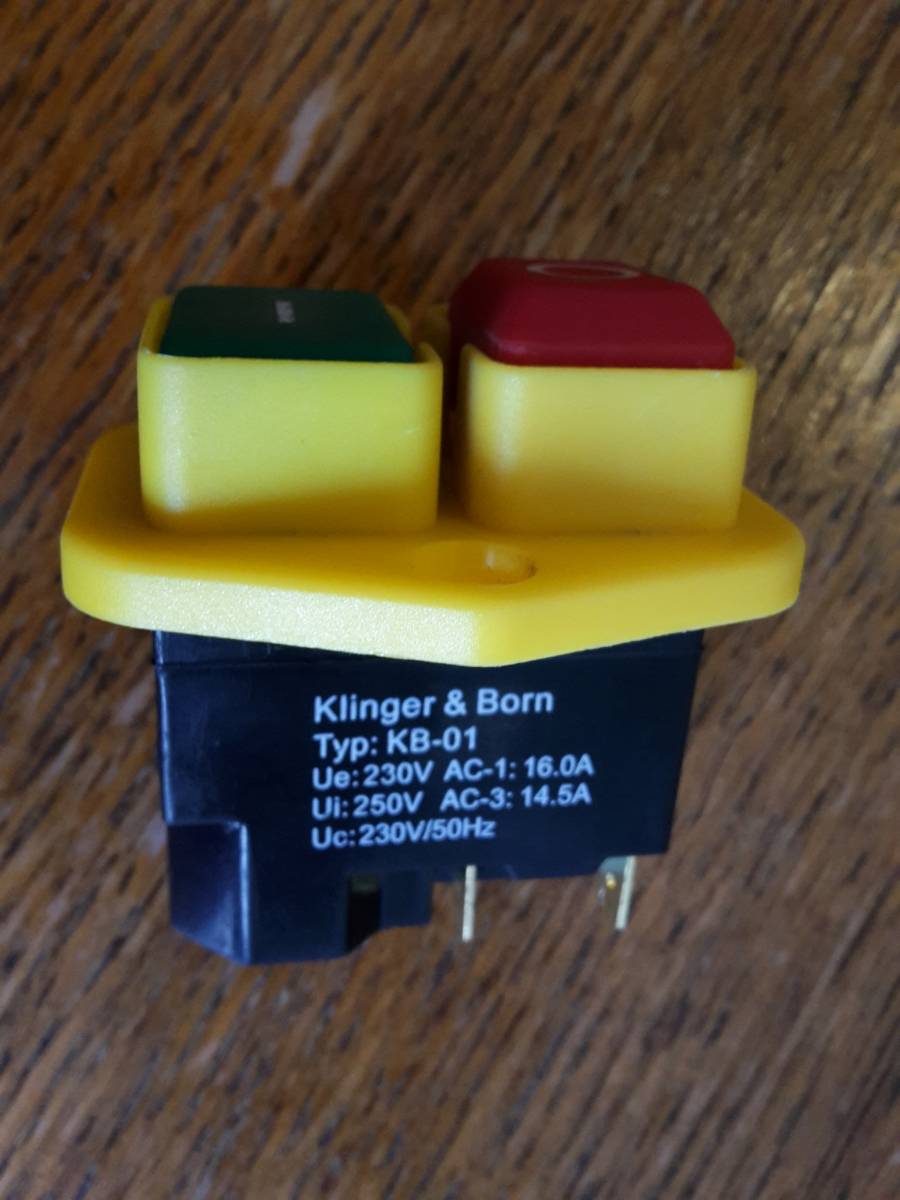 Klinger & Born
Typ: KB-01
Ue: 230V AC-1: 16.0A
Ui: 250V AC-3: 14.5A
Uc: 230V/50Hz